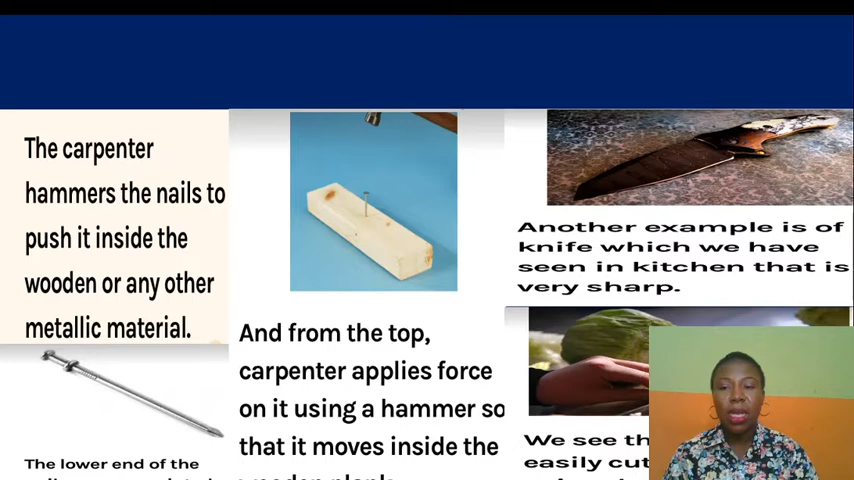 The carpenter
hammers the nails to
push it inside the
wooden or any other
metallic material.
The lower end of the
And from the top,
carpenter applies force
on it using a hammer so
that it moves inside the
Another example is of
knife which we have
seen in kitchen that is
very sharp.
We see
easily cut